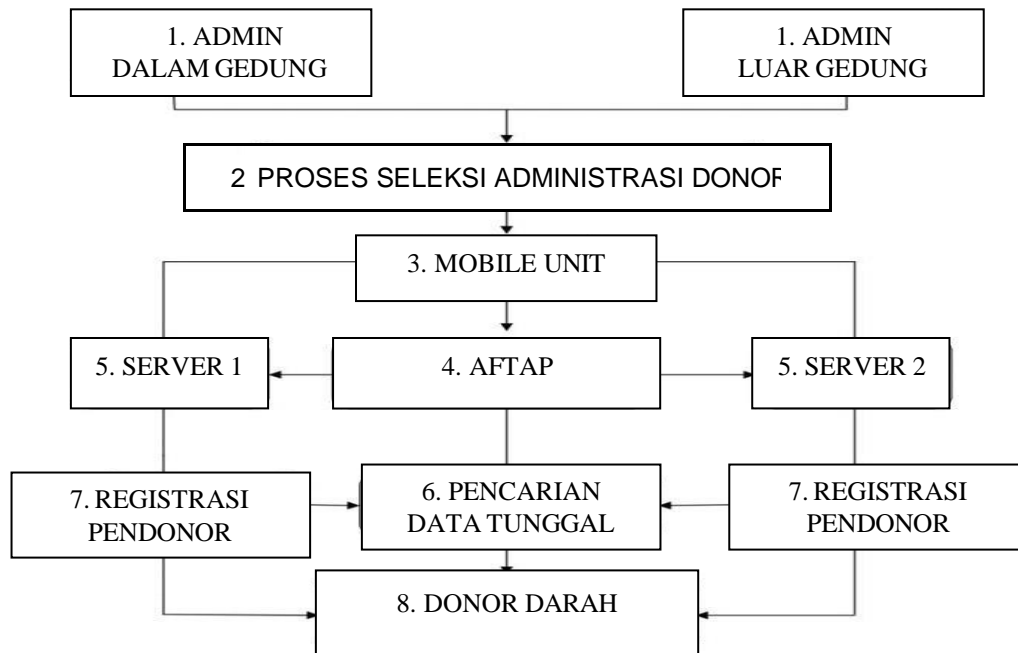 1. ADMIN
DALAM GEDUNG
1. ADMIN
LUAR GEDUNG
2 PROSES SELEKSI ADMINISTRASI DONOR
3. MOBILE UNIT
5. SERVER 1
4. AFTAP
5. SERVER 2
7. REGISTRASI
PENDONOR
6. PENCARIAN
DATA TUNGGAL
7. REGISTRASI
PENDONOR
8. DONOR DARAH